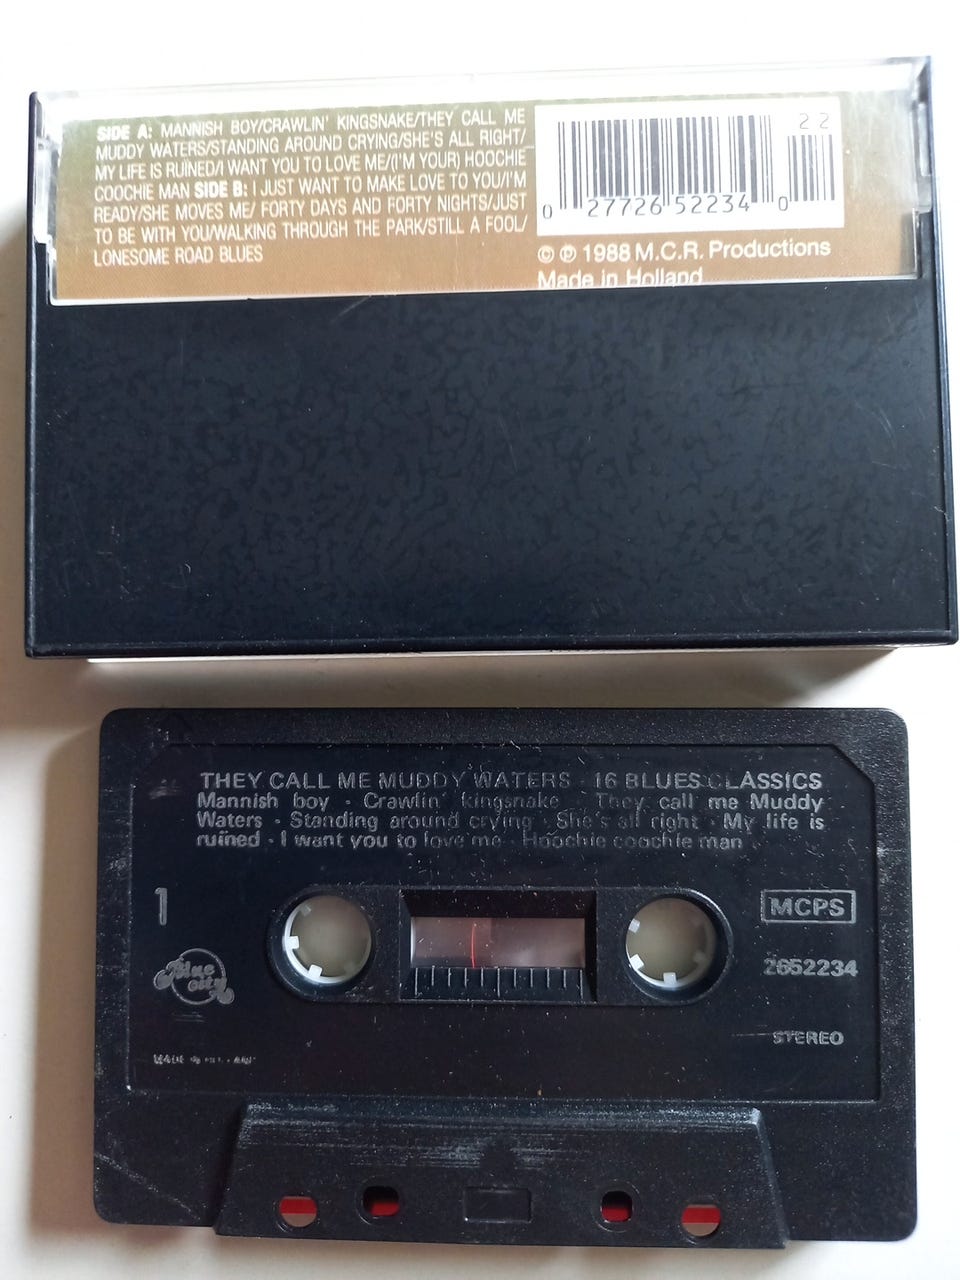 SIDE A: MANNISH BOY/CRAWLIN' KINGSNAKE/THEY CALL ME
MUDDY WATERS/STANDING AROUND CRYING/SHE'S ALL RIGHT/
MY LIFE IS RUINED/I WANT YOU TO LOVE ME/(I'M YOUR) HOOCHIE
COOCHIE MAN SIDE B: I JUST WANT TO MAKE LOVE TO YOU/I'M
READY/SHE MOVES ME/ FORTY DAYS AND FORTY NIGHTS/JUST
TO BE WITH YOU/WALKING THROUGH THE PARK/STILL A FOOL/
LONESOME ROAD BLUES
22
0 27726 52234 0
© ℗ 1988 M.C.R. Productions
Made in Holland
THEY CALL ME MUDDY WATERS · 16 BLUES CLASSICS
Mannish boy · Crawlin' kingsnake · They call me Muddy
Waters · Standing around crying · She's all right · My life is
ruined · I want you to love me · Hoochie coochie man
1
MCPS
Blue
City
2652234
STEREO
MADE